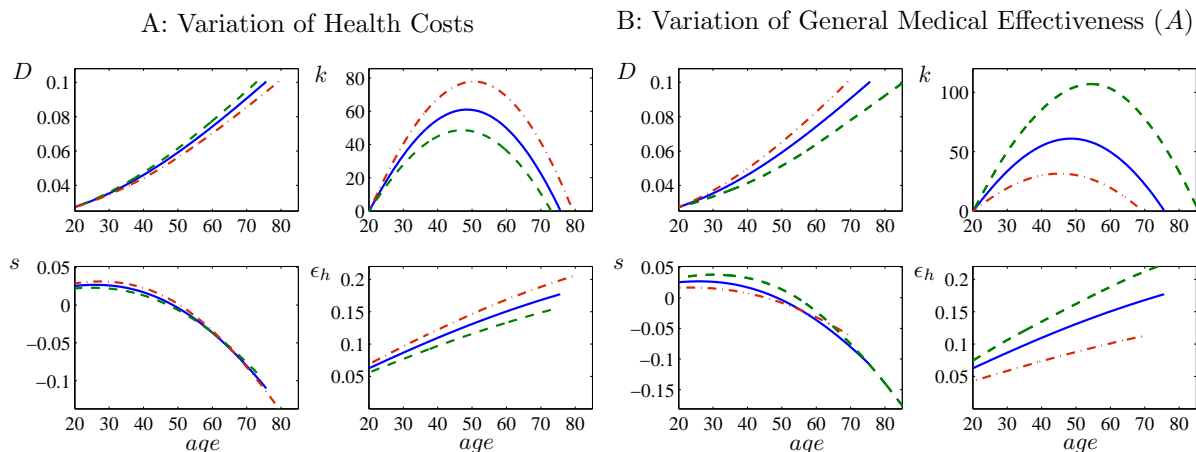 A: Variation of Health Costs
B: Variation of General Medical Effectiveness (A)
D
0.1
0.08
0.06
0.04
20 30 40 50 60 70 80
k
80
60
40
20
0
20 30 40 50 60 70 80
D
0.1
0.08
0.06
0.04
20 30 40 50 60 70 80
k
100
50
0
20 30 40 50 60 70 80
s
0.05
0
−0.05
−0.1
20 30 40 50 60 70 80
age
ϵh
0.2
0.15
0.1
0.05
20 30 40 50 60 70 80
age
s
0.05
0
−0.05
−0.1
−0.15
20 30 40 50 60 70 80
age
ϵh
0.2
0.15
0.1
0.05
20 30 40 50 60 70 80
age